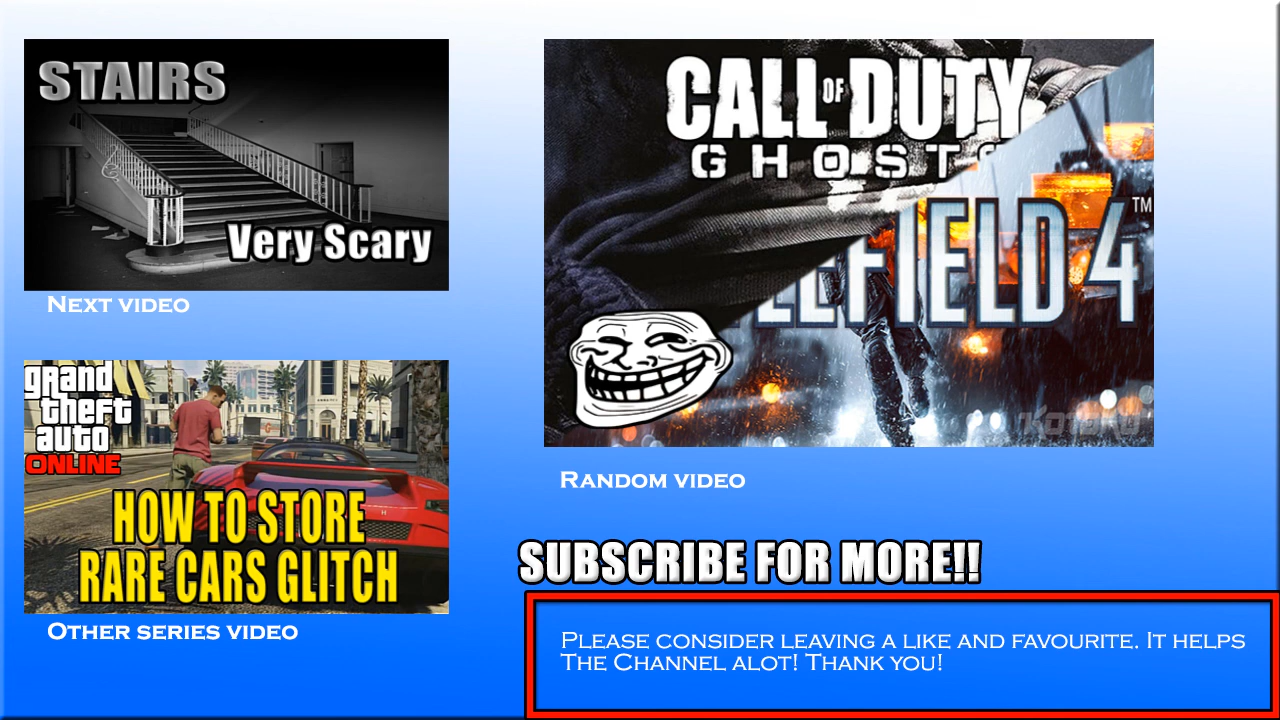 STAIRS
Very Scary
Next video
grand
theft
auto
ONLINE
HOW TO STORE
RARE CARS GLITCH
Other series video
CALL OF DUTY
GHOSTS
LEFIELD 4™
Random video
SUBSCRIBE FOR MORE!!
Please consider leaving a like and favourite. It helps
The Channel alot! Thank you!